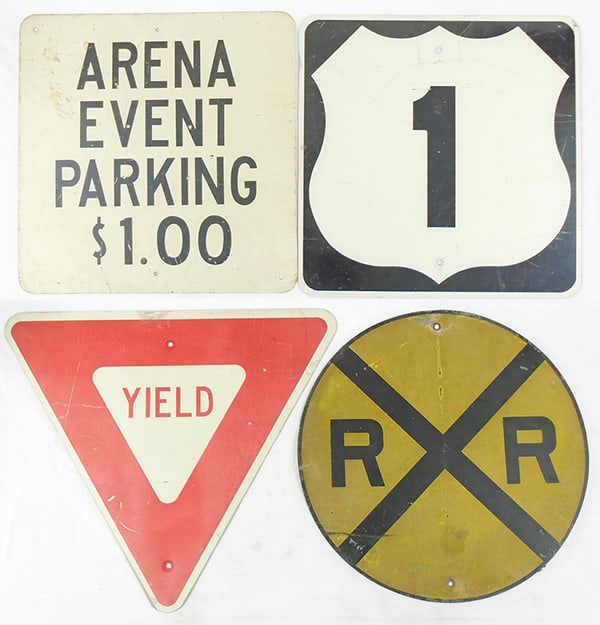 ARENA
EVENT
PARKING
$1.00
1
YIELD
R R